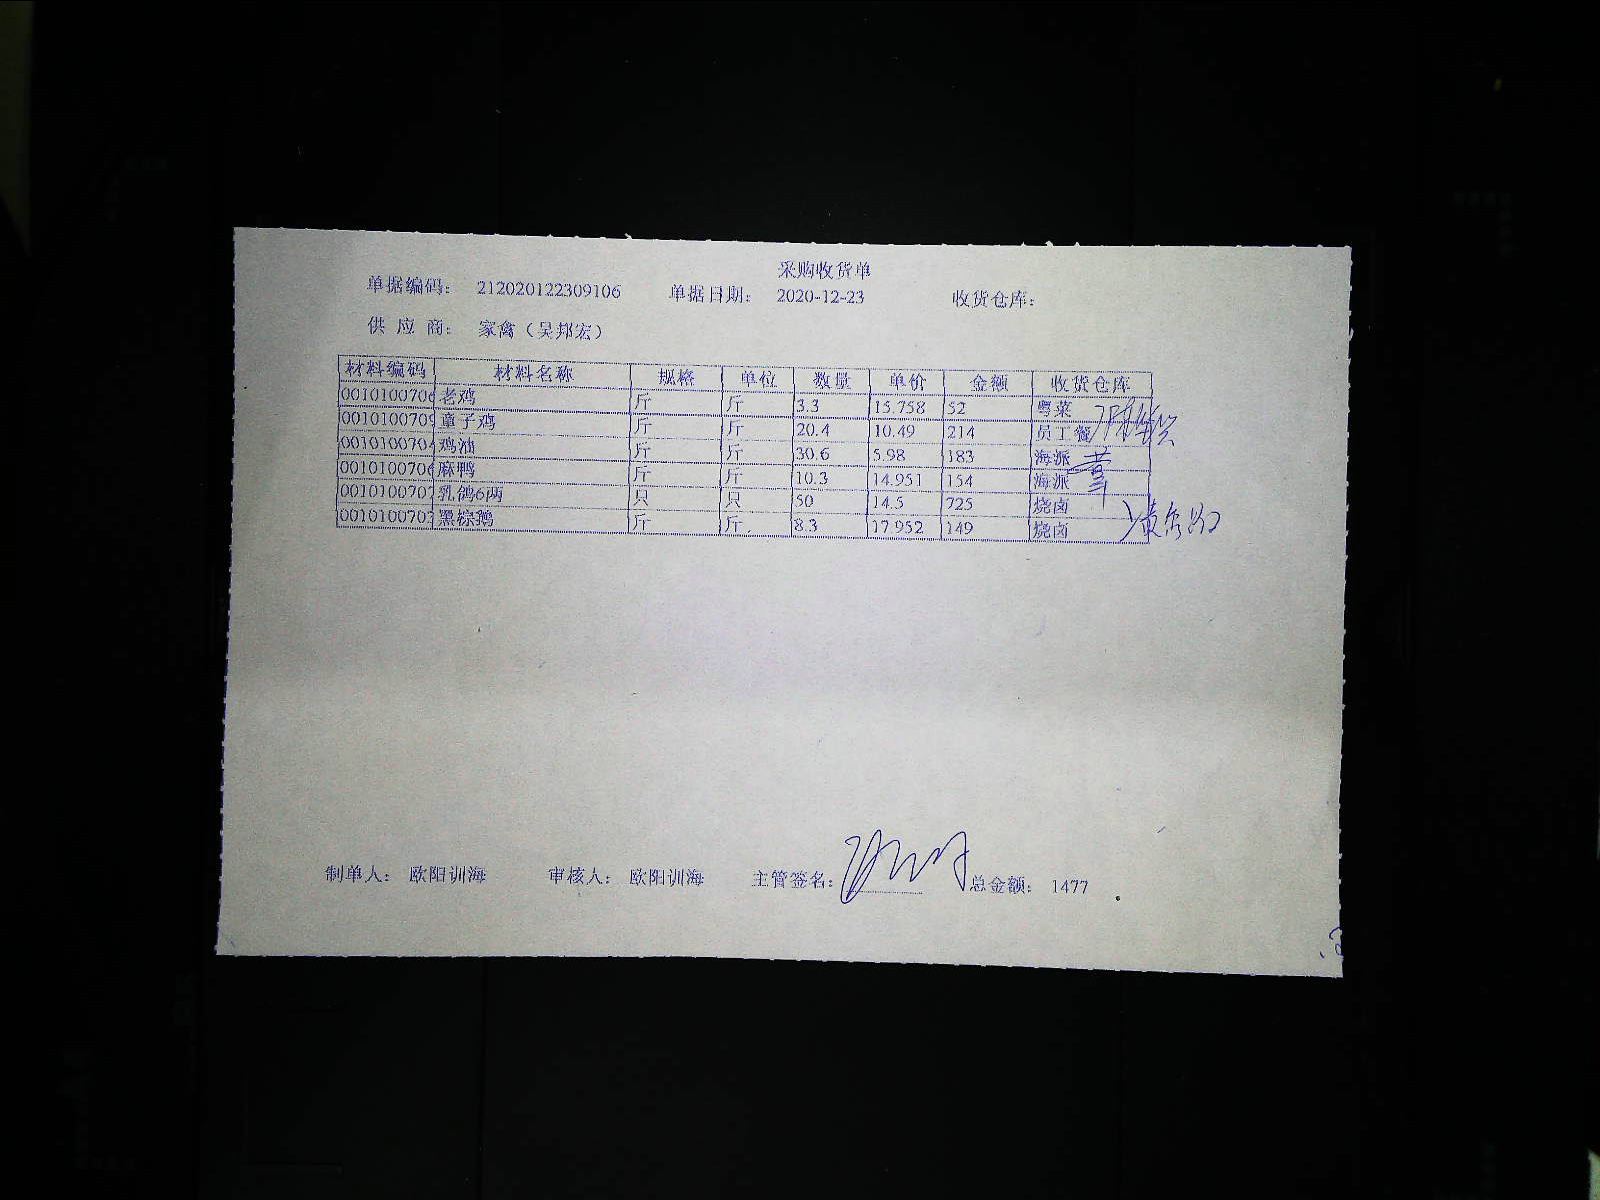 采购收货单
单据编码: 212020122309106 单据日期: 2020-12-23 收货仓库:
供 应 商: 家禽（吴邦宏）
材料编码 材料名称 规格 单位 数量 单价 金额 收货仓库
0010100706 老鸡 斤 斤 3.3 15.758 52 粤菜
0010100709 童子鸡 斤 斤 20.4 10.49 214 员工餐
0010100704 鸡油 斤 斤 30.6 5.98 183 海派
0010100706 麻鸭 斤 斤 10.3 14.951 154 海派
0010100707 乳鸽6两 只 只 50 14.5 725 烧卤
0010100703 黑棕鹅 斤 斤 8.3 17.952 149 烧卤
制单人: 欧阳训海 审核人: 欧阳训海 主管签名: 总金额: 1477